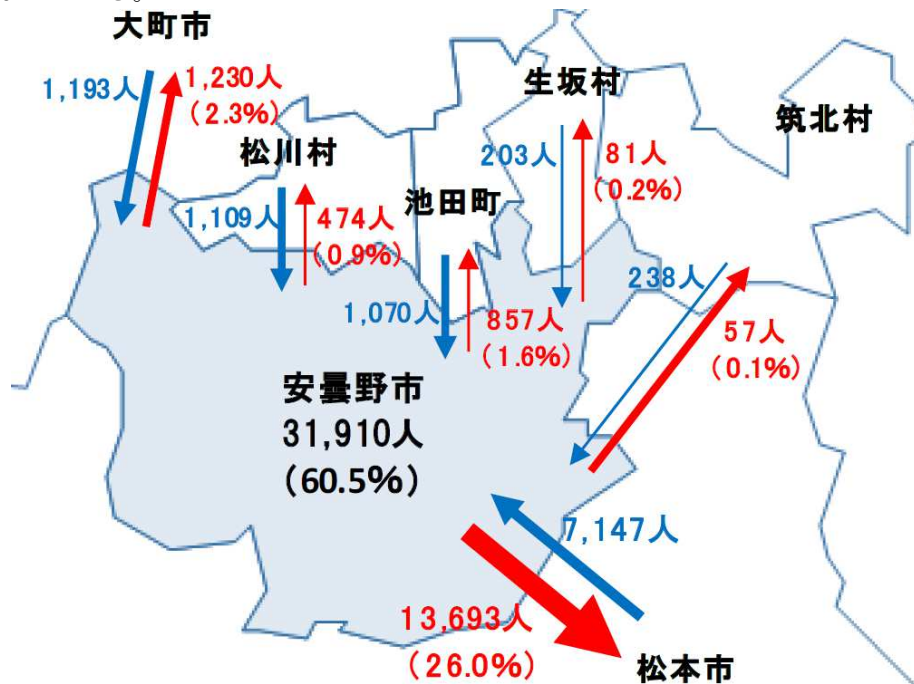 大町市
1,193人
1,230人
(2.3%)
生坂村
筑北村
松川村
203人
81人
(0.2%)
池田町
1,109人
474人
(0.9%)
238人
1,070人
857人
(1.6%)
57人
(0.1%)
安曇野市
31,910人
(60.5%)
7,147人
13,693人
(26.0%)
松本市